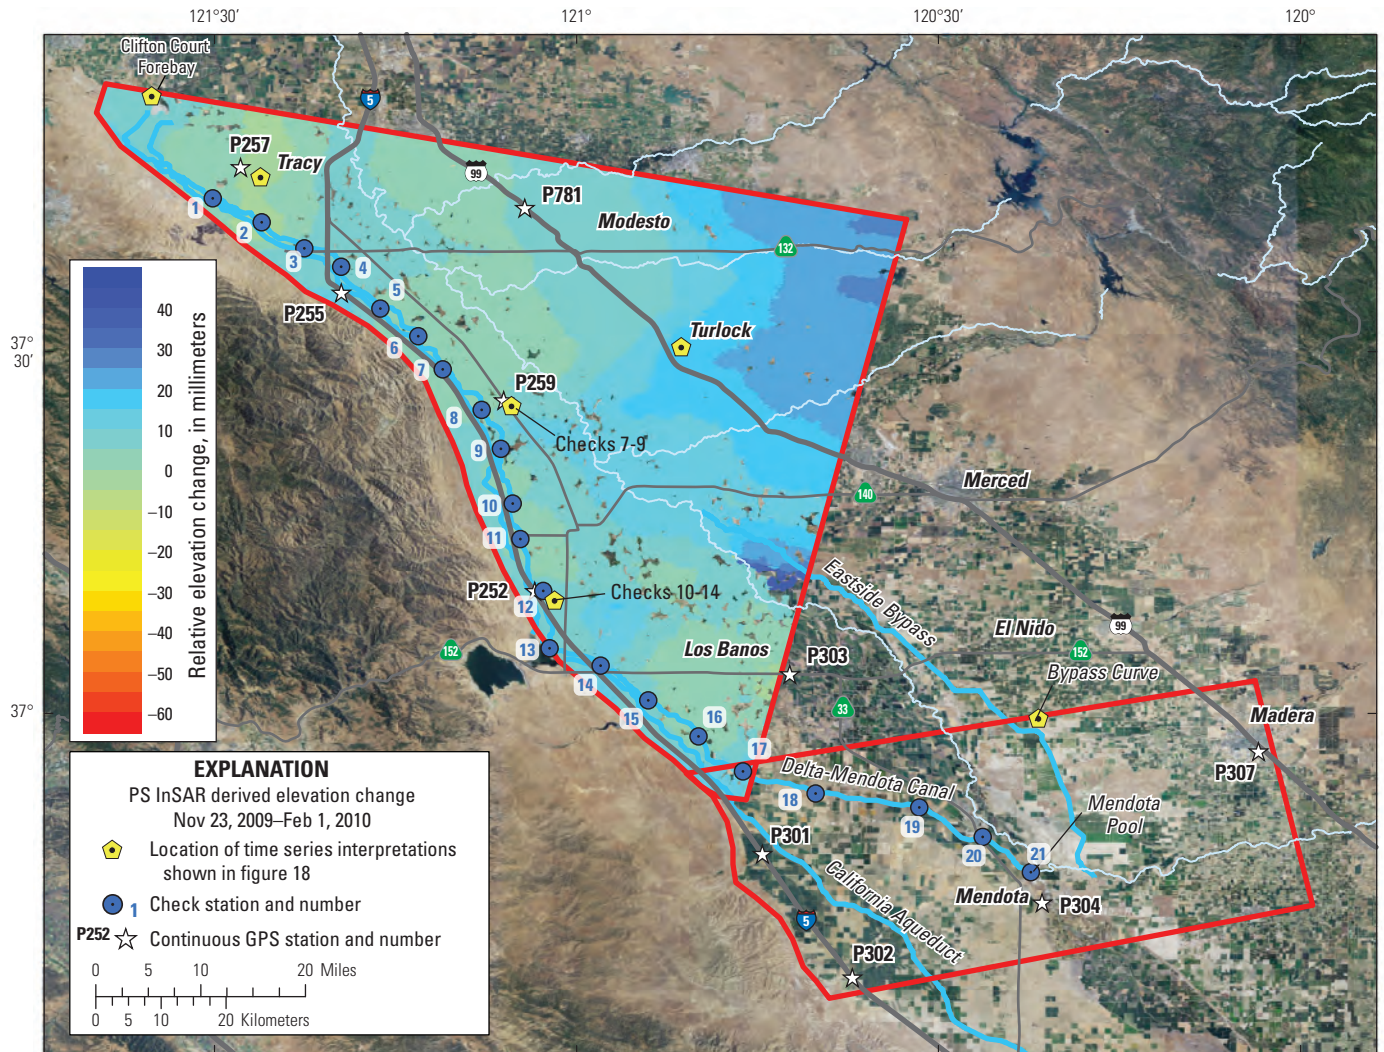 121°30'
121°
120°30'
120°
Clifton Court
Forebay
5
P257
Tracy
99
P781
Modesto
132
1
2
3
4
5
P255
6
7
Turlock
37°
30'
P259
8
Checks 7-9
9
Merced
140
10
11
P252
12
Checks 10-14
Eastside Bypass
El Nido
99
152
13
Los Banos
P303
152
Bypass Curve
14
15
16
33
37°
Madera
17
P307
Delta-Mendota Canal
18
19
Mendota
Pool
P301
20
21
California Aqueduct
Mendota
P304
5
P302
Relative elevation change, in millimeters
40
30
20
10
0
–10
–20
–30
–40
–50
–60
EXPLANATION
PS InSAR derived elevation change
Nov 23, 2009–Feb 1, 2010
Location of time series interpretations
shown in figure 18
1 Check station and number
P252 Continuous GPS station and number
0 5 10 20 Miles
0 5 10 20 Kilometers